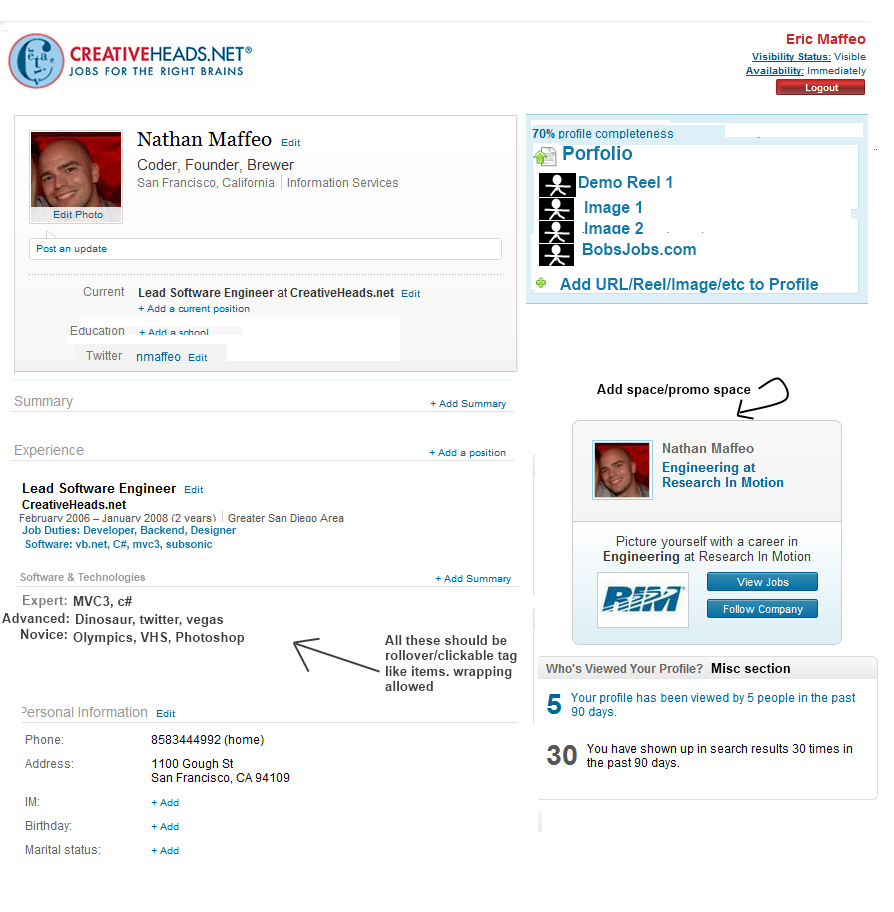 CREATIVEHEADS.NET®
JOBS FOR THE RIGHT BRAINS
Eric Maffeo
Visibility Status: Visible
Availability: Immediately
Logout
Nathan Maffeo Edit
Coder, Founder, Brewer
San Francisco, California Information Services
Edit Photo
Post an update
Current Lead Software Engineer at CreativeHeads.net Edit
+ Add a current position
Education + Add a school
Twitter nmaffeo Edit
70% profile completeness
Porfolio
Demo Reel 1
Image 1
Image 2
BobsJobs.com
Add URL/Reel/Image/etc to Profile
Summary + Add Summary
Experience + Add a position
Lead Software Engineer Edit
CreativeHeads.net
February 2006 – January 2008 (2 years) Greater San Diego Area
Job Duties: Developer, Backend, Designer
Software: vb.net, C#, mvc3, subsonic
Software & Technologies + Add Summary
Expert: MVC3, c#
Advanced: Dinosaur, twitter, vegas
Novice: Olympics, VHS, Photoshop
All these should be
rollover/clickable tag
like items. wrapping
allowed
Personal Information Edit
Phone: 8583444992 (home)
Address: 1100 Gough St
San Francisco, CA 94109
IM: + Add
Birthday: + Add
Marital status: + Add
Add space/promo space
Nathan Maffeo
Engineering at
Research In Motion
Picture yourself with a career in
Engineering at Research In Motion
RIM
View Jobs
Follow Company
Who's Viewed Your Profile? Misc section
5 Your profile has been viewed by 5 people in the past
90 days.
30 You have shown up in search results 30 times in
the past 90 days.